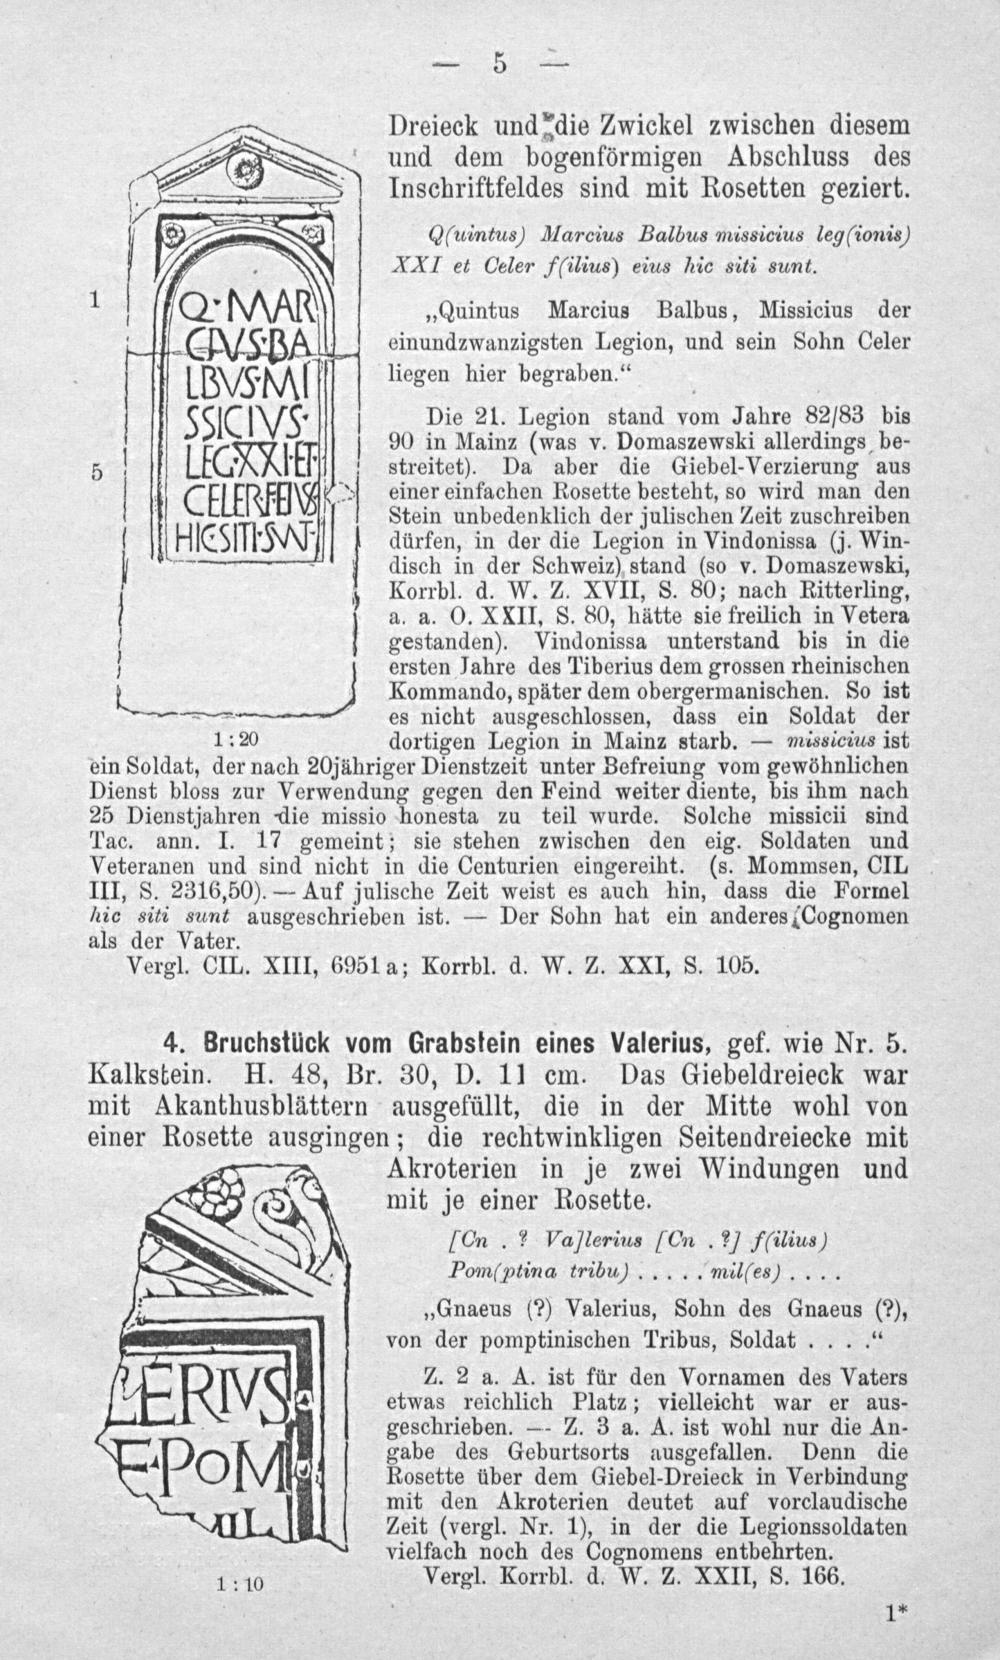 — 5 —
Dreieck und die Zwickel zwischen diesem
und dem bogenförmigen Abschluss des
Inschriftfeldes sind mit Rosetten geziert.
Q(uintus) Marcius Balbus missicius leg(ionis)
XXI et Celer f(ilius) eius hic siti sunt.
„Quintus Marcius Balbus, Missicius der
einundzwanzigsten Legion, und sein Sohn Celer
liegen hier begraben.“
1
5
Q·MAR
CIVS·BA
LBVS·MI
SSICIVS·
LEG·XXI·ET
CELER·F·EIVS
HIC·SITI·SVNT
1:20
Die 21. Legion stand vom Jahre 82/83 bis
90 in Mainz (was v. Domaszewski allerdings be-
streitet). Da aber die Giebel-Verzierung aus
einer einfachen Rosette besteht, so wird man den
Stein unbedenklich der julischen Zeit zuschreiben
dürfen, in der die Legion in Vindonissa (j. Win-
disch in der Schweiz) stand (so v. Domaszewski,
Korrbl. d. W. Z. XVII, S. 80; nach Ritterling,
a. a. O. XXII, S. 80, hätte sie freilich in Vetera
gestanden). Vindonissa unterstand bis in die
ersten Jahre des Tiberius dem grossen rheinischen
Kommando, später dem obergermanischen. So ist
es nicht ausgeschlossen, dass ein Soldat der
dortigen Legion in Mainz starb. — missicius ist
ein Soldat, der nach 20jähriger Dienstzeit unter Befreiung vom gewöhnlichen
Dienst bloss zur Verwendung gegen den Feind weiter diente, bis ihm nach
25 Dienstjahren die missio honesta zu teil wurde. Solche missicii sind
Tac. ann. I. 17 gemeint; sie stehen zwischen den eig. Soldaten und
Veteranen und sind nicht in die Centurien eingereiht. (s. Mommsen, CIL
III, S. 2316,50). — Auf julische Zeit weist es auch hin, dass die Formel
hic siti sunt ausgeschrieben ist. — Der Sohn hat ein anderes Cognomen
als der Vater.
Vergl. CIL. XIII, 6951 a; Korrbl. d. W. Z. XXI, S. 105.
4. Bruchstück vom Grabstein eines Valerius, gef. wie Nr. 5.
Kalkstein. H. 48, Br. 30, D. 11 cm. Das Giebeldreieck war
mit Akanthusblättern ausgefüllt, die in der Mitte wohl von
einer Rosette ausgingen; die rechtwinkligen Seitendreiecke mit
Akroterien in je zwei Windungen und
mit je einer Rosette.
[Cn . ? Va]lerius [Cn . ?] f(ilius)
Pom(ptina tribu) . . . . . mil(es) . . . .
„Gnaeus (?) Valerius, Sohn des Gnaeus (?),
von der pomptinischen Tribus, Soldat . . . .“
LERIVS
F·POM
MIL
1:10
Z. 2 a. A. ist für den Vornamen des Vaters
etwas reichlich Platz; vielleicht war er aus-
geschrieben. — Z. 3 a. A. ist wohl nur die An-
gabe des Geburtsorts ausgefallen. Denn die
Rosette über dem Giebel-Dreieck in Verbindung
mit den Akroterien deutet auf vorclaudische
Zeit (vergl. Nr. 1), in der die Legionssoldaten
vielfach noch des Cognomens entbehrten.
Vergl. Korrbl. d. W. Z. XXII, S. 166.
1*